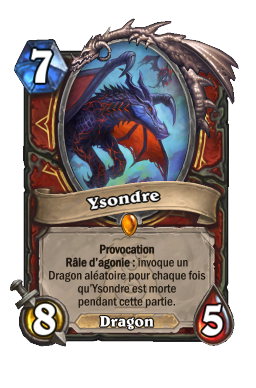 7
Ysondre
Provocation
Râle d'agonie : Invoque un
Dragon aléatoire pour chaque fois
qu'Ysondre est morte
pendant cette partie.
8
Dragon
5